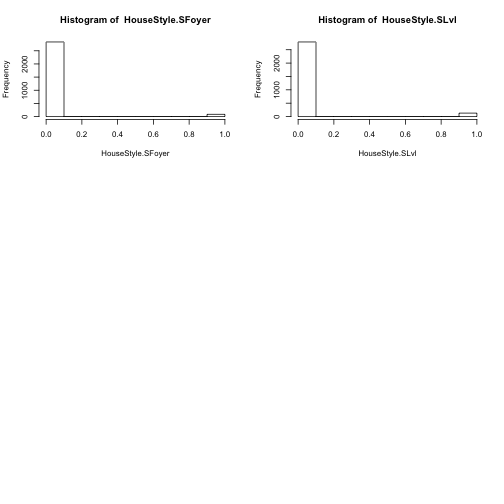 Histogram of  HouseStyle.SFoyer
Frequency
2000
1000
0
0.0 0.2 0.4 0.6 0.8 1.0
HouseStyle.SFoyer
Histogram of  HouseStyle.SLvl
Frequency
2000
1000
0
0.0 0.2 0.4 0.6 0.8 1.0
HouseStyle.SLvl